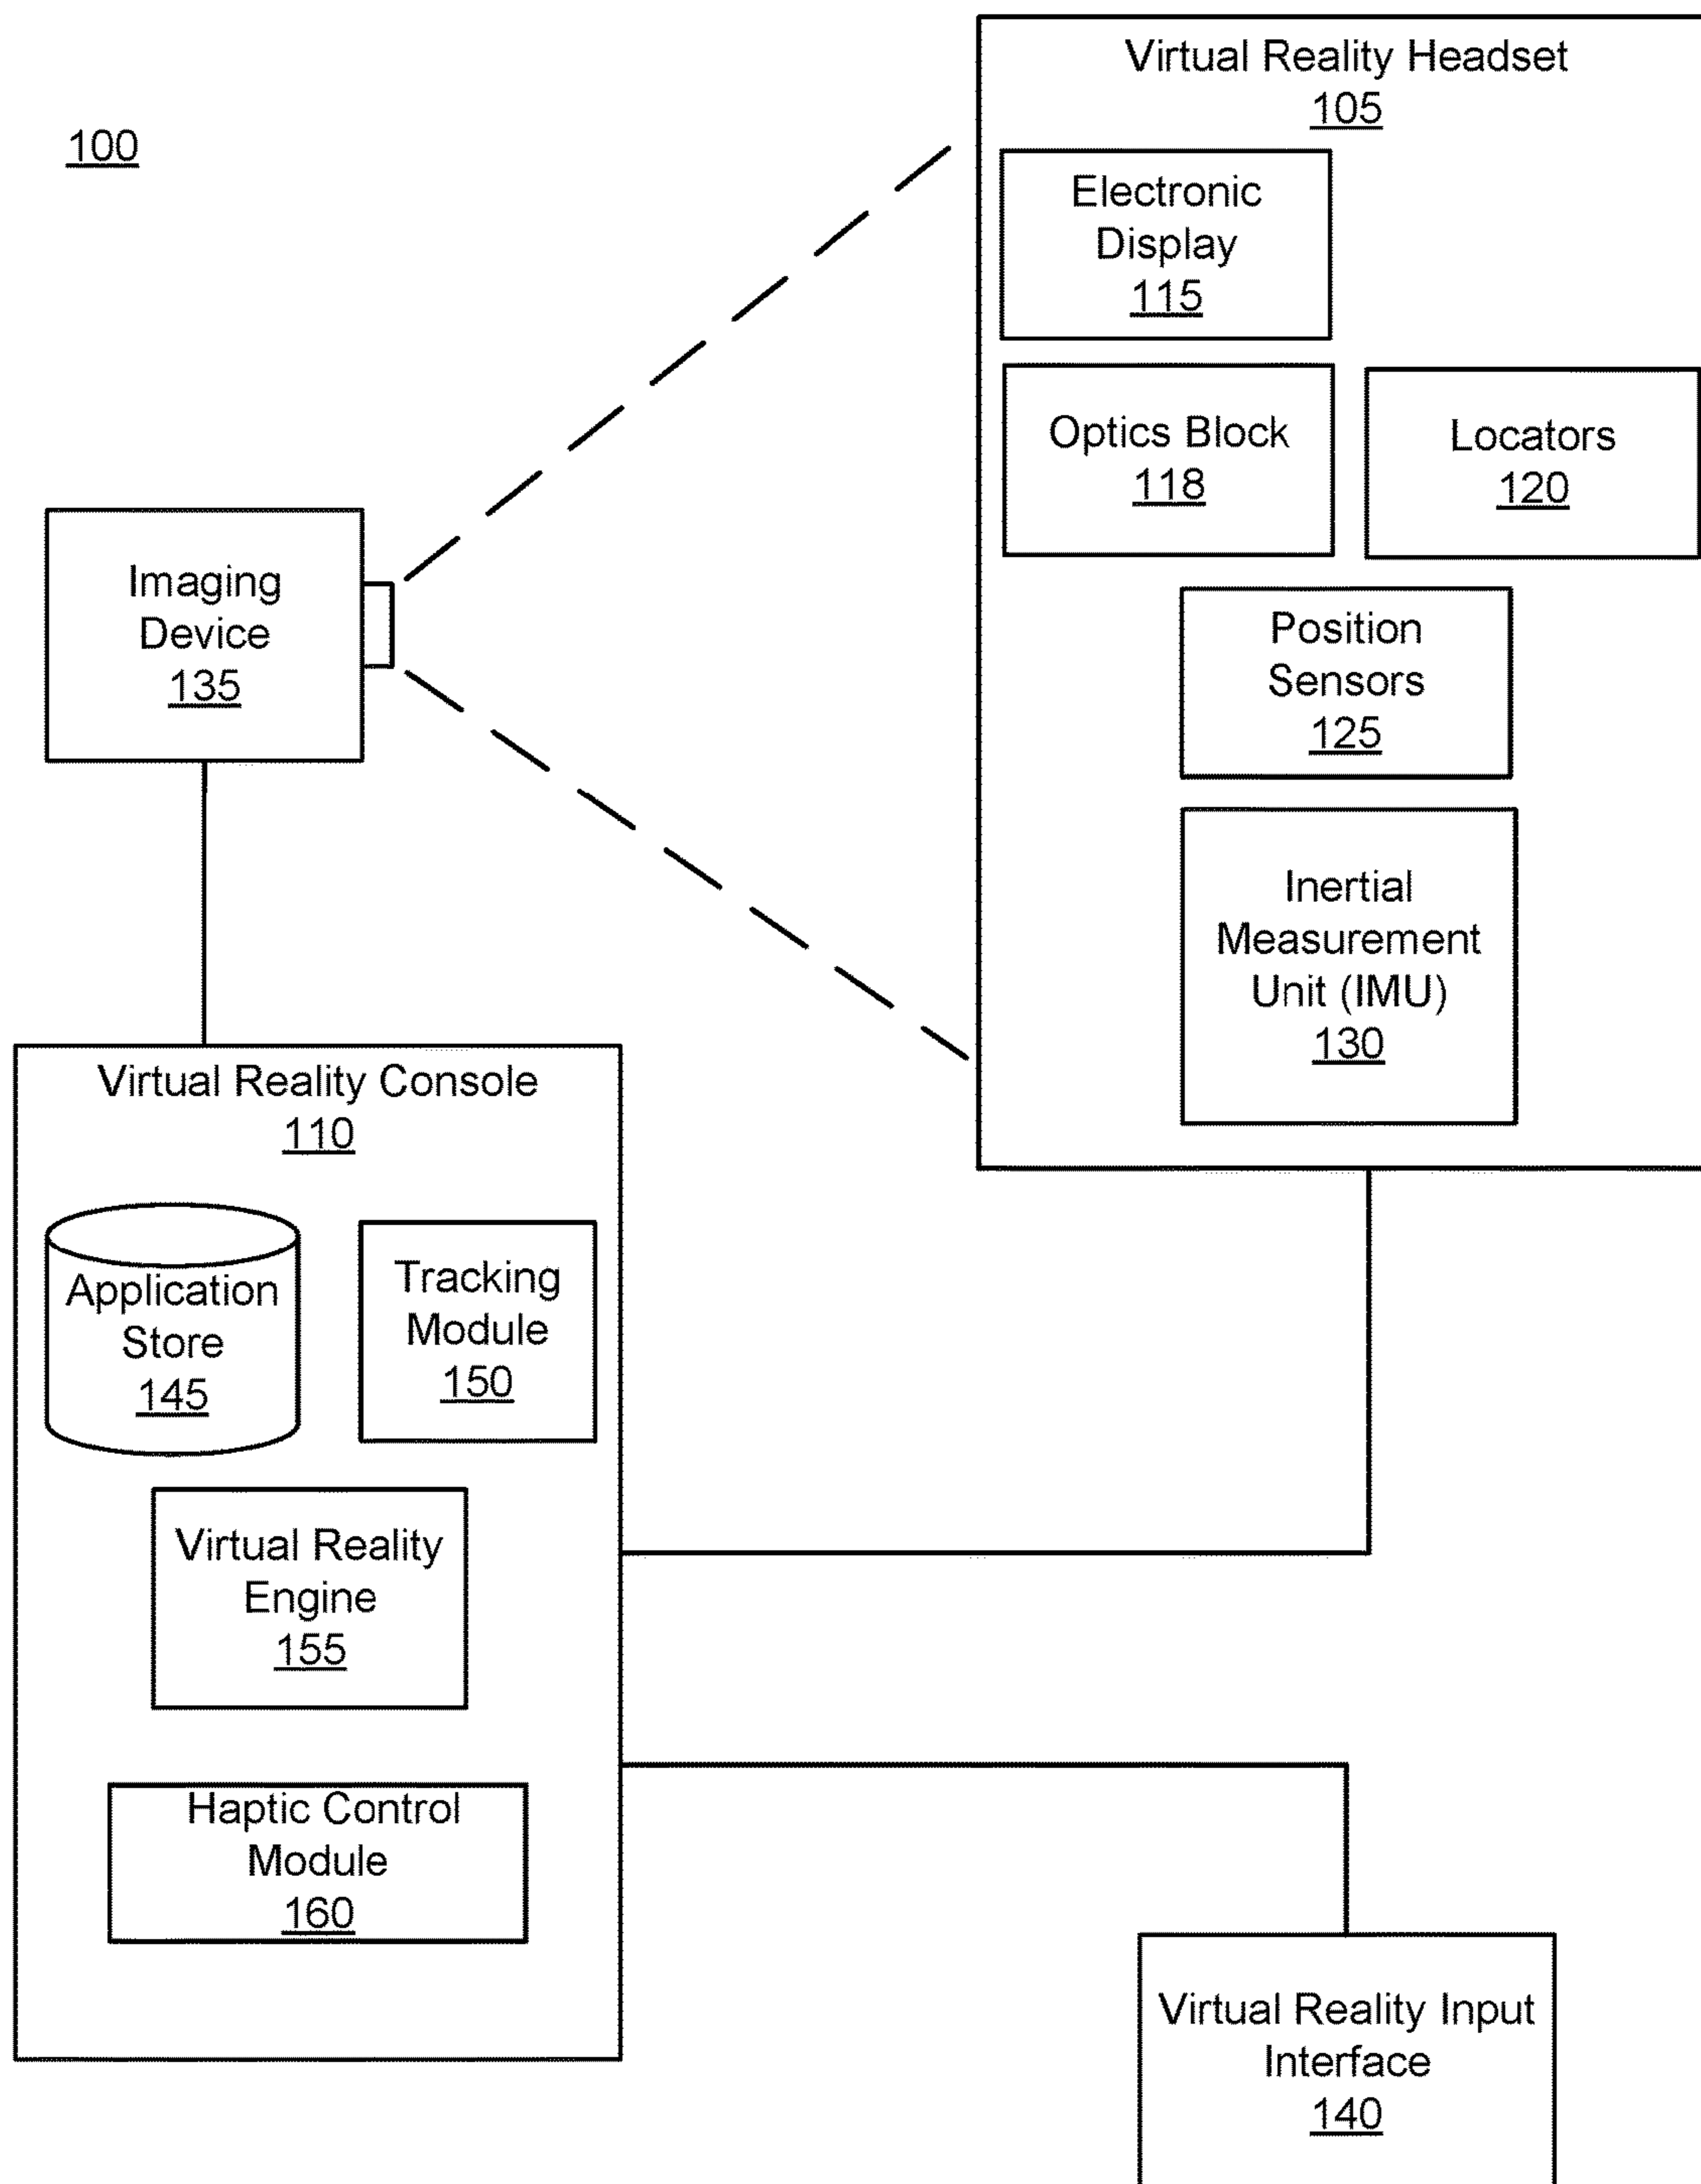 100
Virtual Reality Headset
105
Electronic
Display
115
Optics Block
118
Locators
120
Position
Sensors
125
Inertial
Measurement
Unit (IMU)
130
Imaging
Device
135
Virtual Reality Console
110
Application
Store
145
Tracking
Module
150
Virtual Reality
Engine
155
Haptic Control
Module
160
Virtual Reality Input
Interface
140